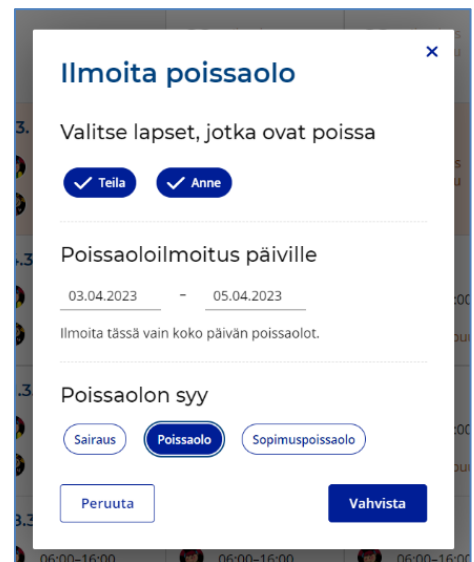 Ilmoita poissaolo
Valitse lapset, jotka ovat poissa
Teila Anne
Poissaoloilmoitus päiville
03.04.2023 - 05.04.2023
Ilmoita tässä vain koko päivän poissaolot.
Poissaolon syy
Sairaus Poissaolo Sopimuspoissaolo
Peruuta Vahvista
06:00–16:00 06:00–16:00 06:00–16:00